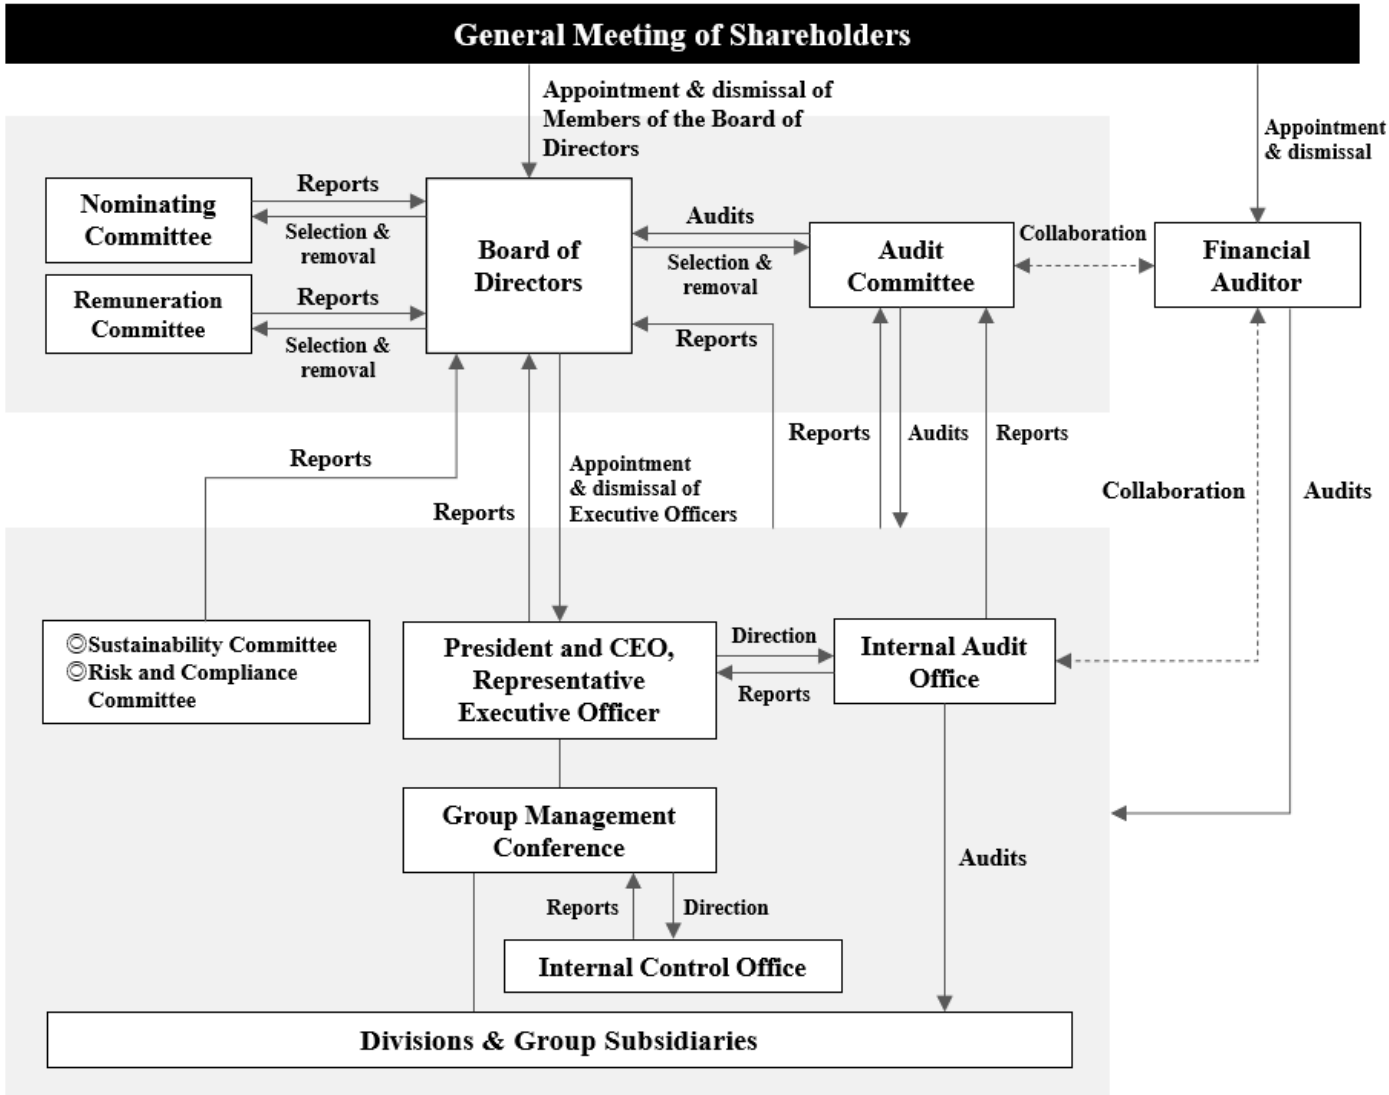 General Meeting of Shareholders
Appointment & dismissal of
Members of the Board of
Directors
Appointment
& dismissal
Nominating
Committee
Reports
Selection &
removal
Remuneration
Committee
Reports
Selection &
removal
Board of
Directors
Audits
Selection &
removal
Reports
Audit
Committee
Collaboration
Financial
Auditor
Reports
Reports
Appointment
& dismissal of
Executive Officers
Reports
Audits
Reports
Collaboration
Audits
◎Sustainability Committee
◎Risk and Compliance
Committee
President and CEO,
Representative
Executive Officer
Direction
Reports
Internal Audit
Office
Group Management
Conference
Audits
Reports
Direction
Internal Control Office
Divisions & Group Subsidiaries